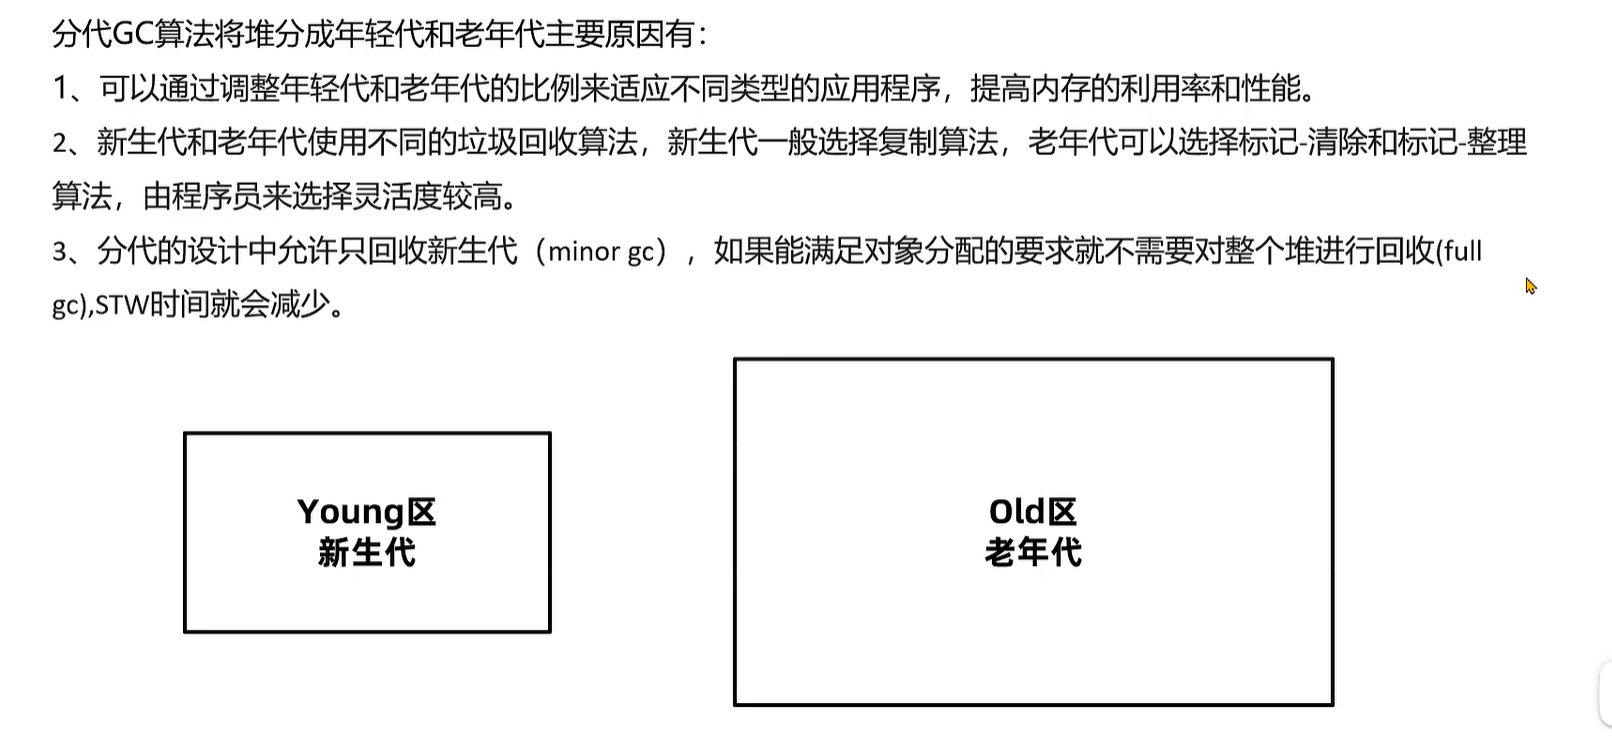 分代GC算法将堆分成年轻代和老年代主要原因有：
1、可以通过调整年轻代和老年代的比例来适应不同类型的应用程序，提高内存的利用率和性能。
2、新生代和老年代使用不同的垃圾回收算法，新生代一般选择复制算法，老年代可以选择标记-清除和标记-整理
算法，由程序员来选择灵活度较高。
3、分代的设计中允许只回收新生代（minor gc），如果能满足对象分配的要求就不需要对整个堆进行回收(full
gc),STW时间就会减少。
Young区
新生代
Old区
老年代